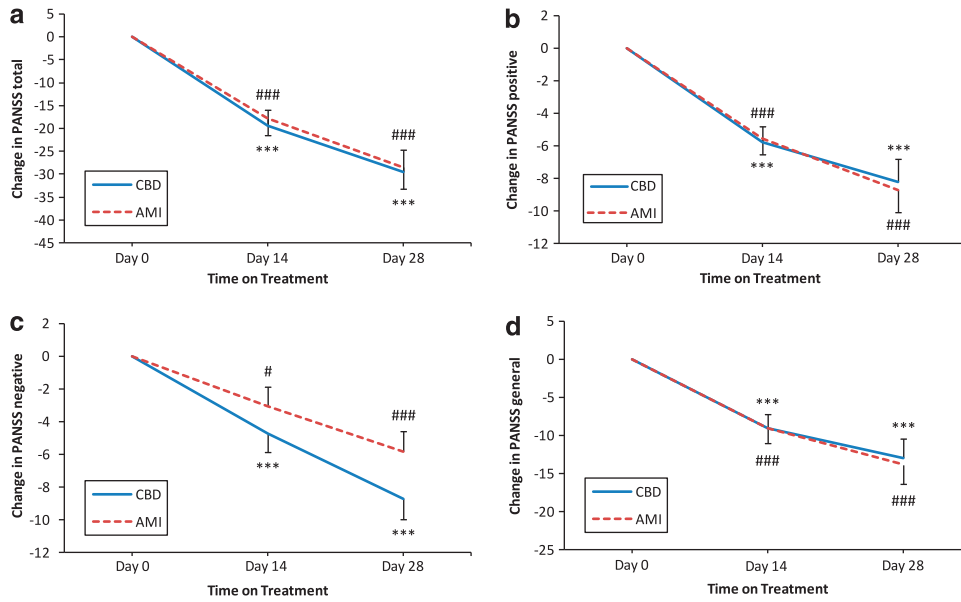 a
Change in PANSS total
5
0
-5
-10
-15
-20
-25
-30
-35
-40
-45
###
***
###
***
CBD
AMI
Day 0 Day 14 Day 28
Time on Treatment
b
Change in PANSS positive
2
0
-2
-4
-6
-8
-10
-12
###
***
***
###
CBD
AMI
Day 0 Day 14 Day 28
Time on Treatment
c
Change in PANSS negative
2
0
-2
-4
-6
-8
-10
-12
#
***
###
***
CBD
AMI
Day 0 Day 14 Day 28
Time on Treatment
d
Change in PANSS general
5
0
-5
-10
-15
-20
-25
***
###
***
###
CBD
AMI
Day 0 Day 14 Day 28
Time on Treatment